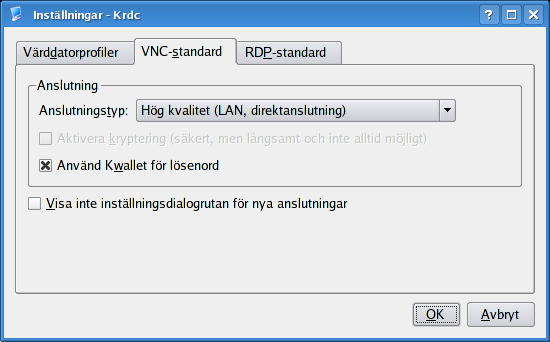 Inställningar - Krdc
Värddatorprofiler VNC-standard RDP-standard
Anslutning
Anslutningstyp: Hög kvalitet (LAN, direktanslutning)
Aktivera kryptering (säkert, men långsamt och inte alltid möjligt)
Använd Kwallet för lösenord
Visa inte inställningsdialogrutan för nya anslutningar
OK Avbryt